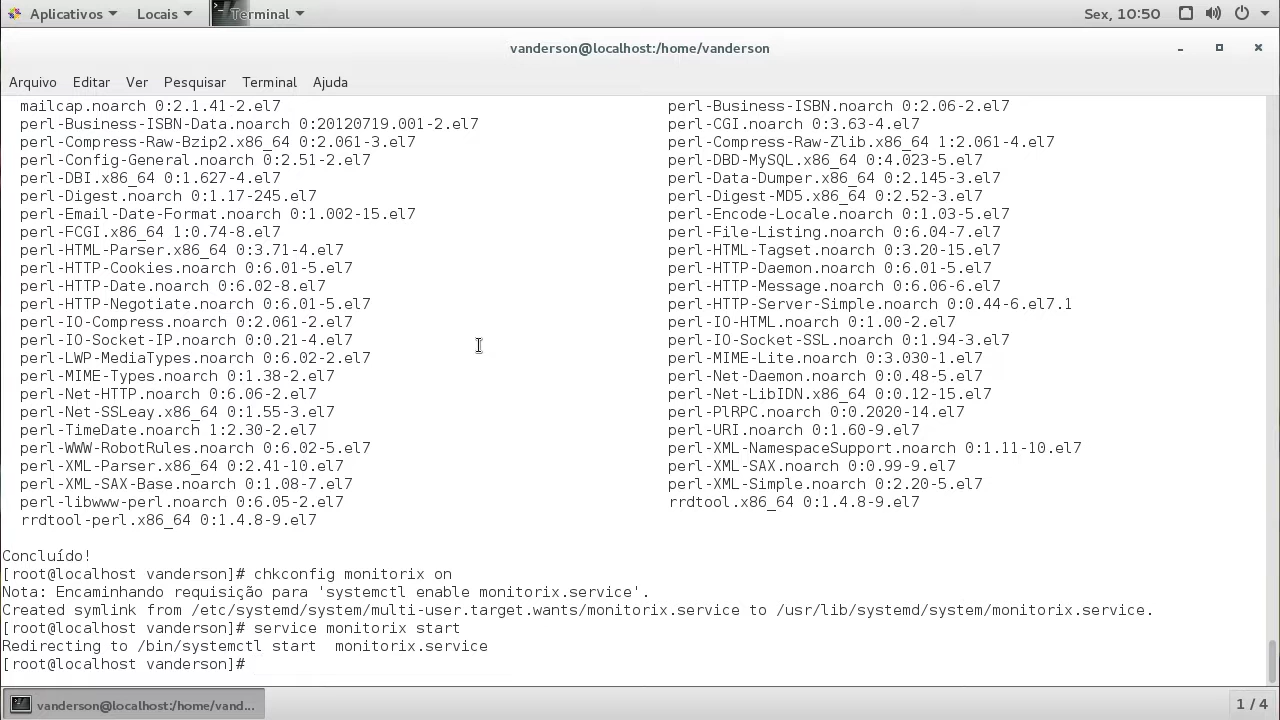 Aplicativos Locais Terminal Sex, 10:50
vanderson@localhost:/home/vanderson
Arquivo Editar Ver Pesquisar Terminal Ajuda
mailcap.noarch 0:2.1.41-2.el7 perl-Business-ISBN.noarch 0:2.06-2.el7
perl-Business-ISBN-Data.noarch 0:20120719.001-2.el7 perl-CGI.noarch 0:3.63-4.el7
perl-Compress-Raw-Bzip2.x86_64 0:2.061-3.el7 perl-Compress-Raw-Zlib.x86_64 1:2.061-4.el7
perl-Config-General.noarch 0:2.51-2.el7 perl-DBD-MySQL.x86_64 0:4.023-5.el7
perl-DBI.x86_64 0:1.627-4.el7 perl-Data-Dumper.x86_64 0:2.145-3.el7
perl-Digest.noarch 0:1.17-245.el7 perl-Digest-MD5.x86_64 0:2.52-3.el7
perl-Email-Date-Format.noarch 0:1.002-15.el7 perl-Encode-Locale.noarch 0:1.03-5.el7
perl-FCGI.x86_64 1:0.74-8.el7 perl-File-Listing.noarch 0:6.04-7.el7
perl-HTML-Parser.x86_64 0:3.71-4.el7 perl-HTML-Tagset.noarch 0:3.20-15.el7
perl-HTTP-Cookies.noarch 0:6.01-5.el7 perl-HTTP-Daemon.noarch 0:6.01-5.el7
perl-HTTP-Date.noarch 0:6.02-8.el7 perl-HTTP-Message.noarch 0:6.06-6.el7
perl-HTTP-Negotiate.noarch 0:6.01-5.el7 perl-HTTP-Server-Simple.noarch 0:0.44-6.el7.1
perl-IO-Compress.noarch 0:2.061-2.el7 perl-IO-HTML.noarch 0:1.00-2.el7
perl-IO-Socket-IP.noarch 0:0.21-4.el7 perl-IO-Socket-SSL.noarch 0:1.94-3.el7
perl-LWP-MediaTypes.noarch 0:6.02-2.el7 perl-MIME-Lite.noarch 0:3.030-1.el7
perl-MIME-Types.noarch 0:1.38-2.el7 perl-Net-Daemon.noarch 0:0.48-5.el7
perl-Net-HTTP.noarch 0:6.06-2.el7 perl-Net-LibIDN.x86_64 0:0.12-15.el7
perl-Net-SSLeay.x86_64 0:1.55-3.el7 perl-PlRPC.noarch 0:0.2020-14.el7
perl-TimeDate.noarch 1:2.30-2.el7 perl-URI.noarch 0:1.60-9.el7
perl-WWW-RobotRules.noarch 0:6.02-5.el7 perl-XML-NamespaceSupport.noarch 0:1.11-10.el7
perl-XML-Parser.x86_64 0:2.41-10.el7 perl-XML-SAX.noarch 0:0.99-9.el7
perl-XML-SAX-Base.noarch 0:1.08-7.el7 perl-XML-Simple.noarch 0:2.20-5.el7
perl-libwww-perl.noarch 0:6.05-2.el7 rrdtool.x86_64 0:1.4.8-9.el7
rrdtool-perl.x86_64 0:1.4.8-9.el7
Concluído!
[root@localhost vanderson]# chkconfig monitorix on
Nota: Encaminhando requisição para 'systemctl enable monitorix.service'.
Created symlink from /etc/systemd/system/multi-user.target.wants/monitorix.service to /usr/lib/systemd/system/monitorix.service.
[root@localhost vanderson]# service monitorix start
Redirecting to /bin/systemctl start  monitorix.service
[root@localhost vanderson]#
vanderson@localhost:/home/vand... 1 / 4